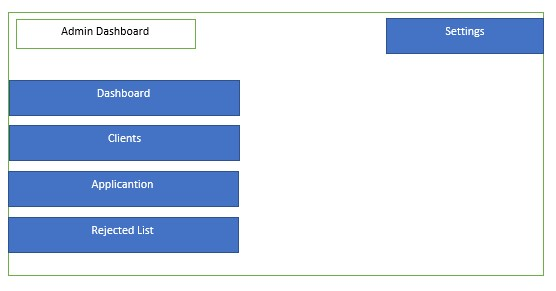 Admin Dashboard
Settings
Dashboard
Clients
Applicantion
Rejected List